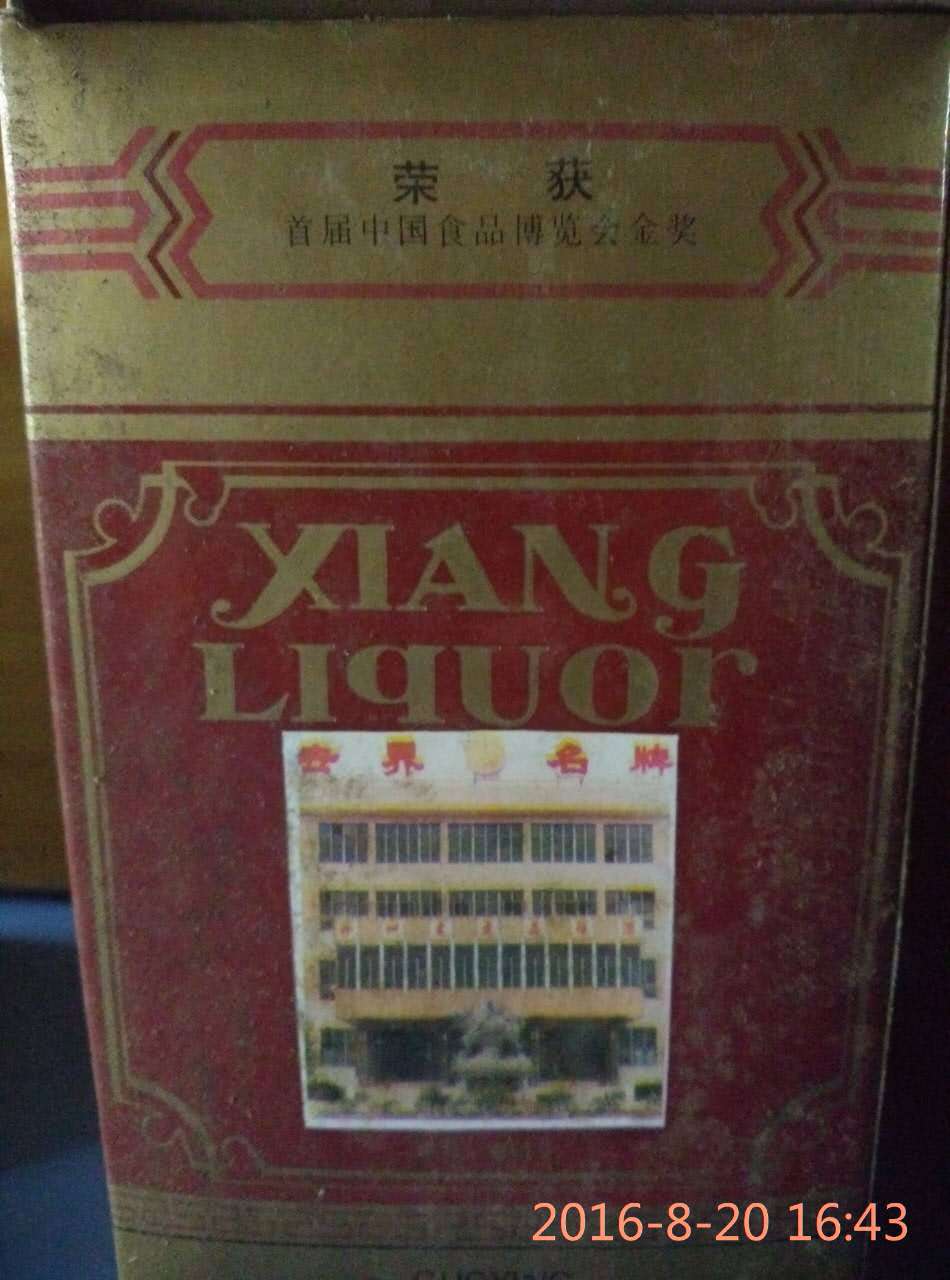 荣 获
首届中国食品博览会金奖
XIANG
LIQUOR
世界名牌
2016-8-20 16:43